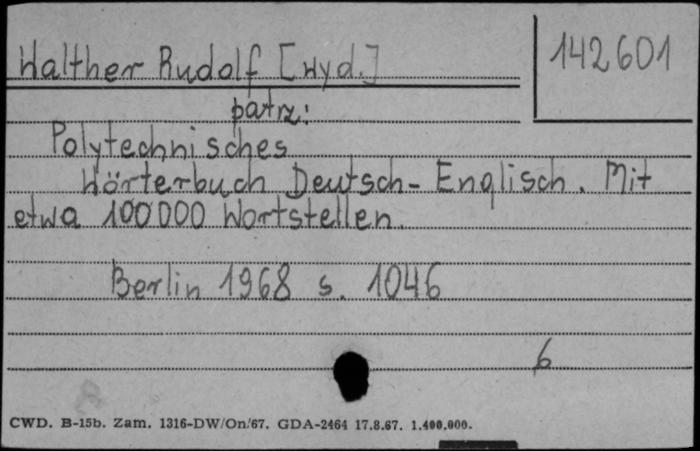 Walther Rudolf [wyd.]
142601
patrz:
Polytechnisches
Wörterbuch Deutsch-Englisch. Mit
etwa 100000 Wortstellen.
Berlin 1968 s. 1046
6
CWD. B-15b. Zam. 1316-DW/On/67. GDA-2464 17.8.67. 1.400.000.